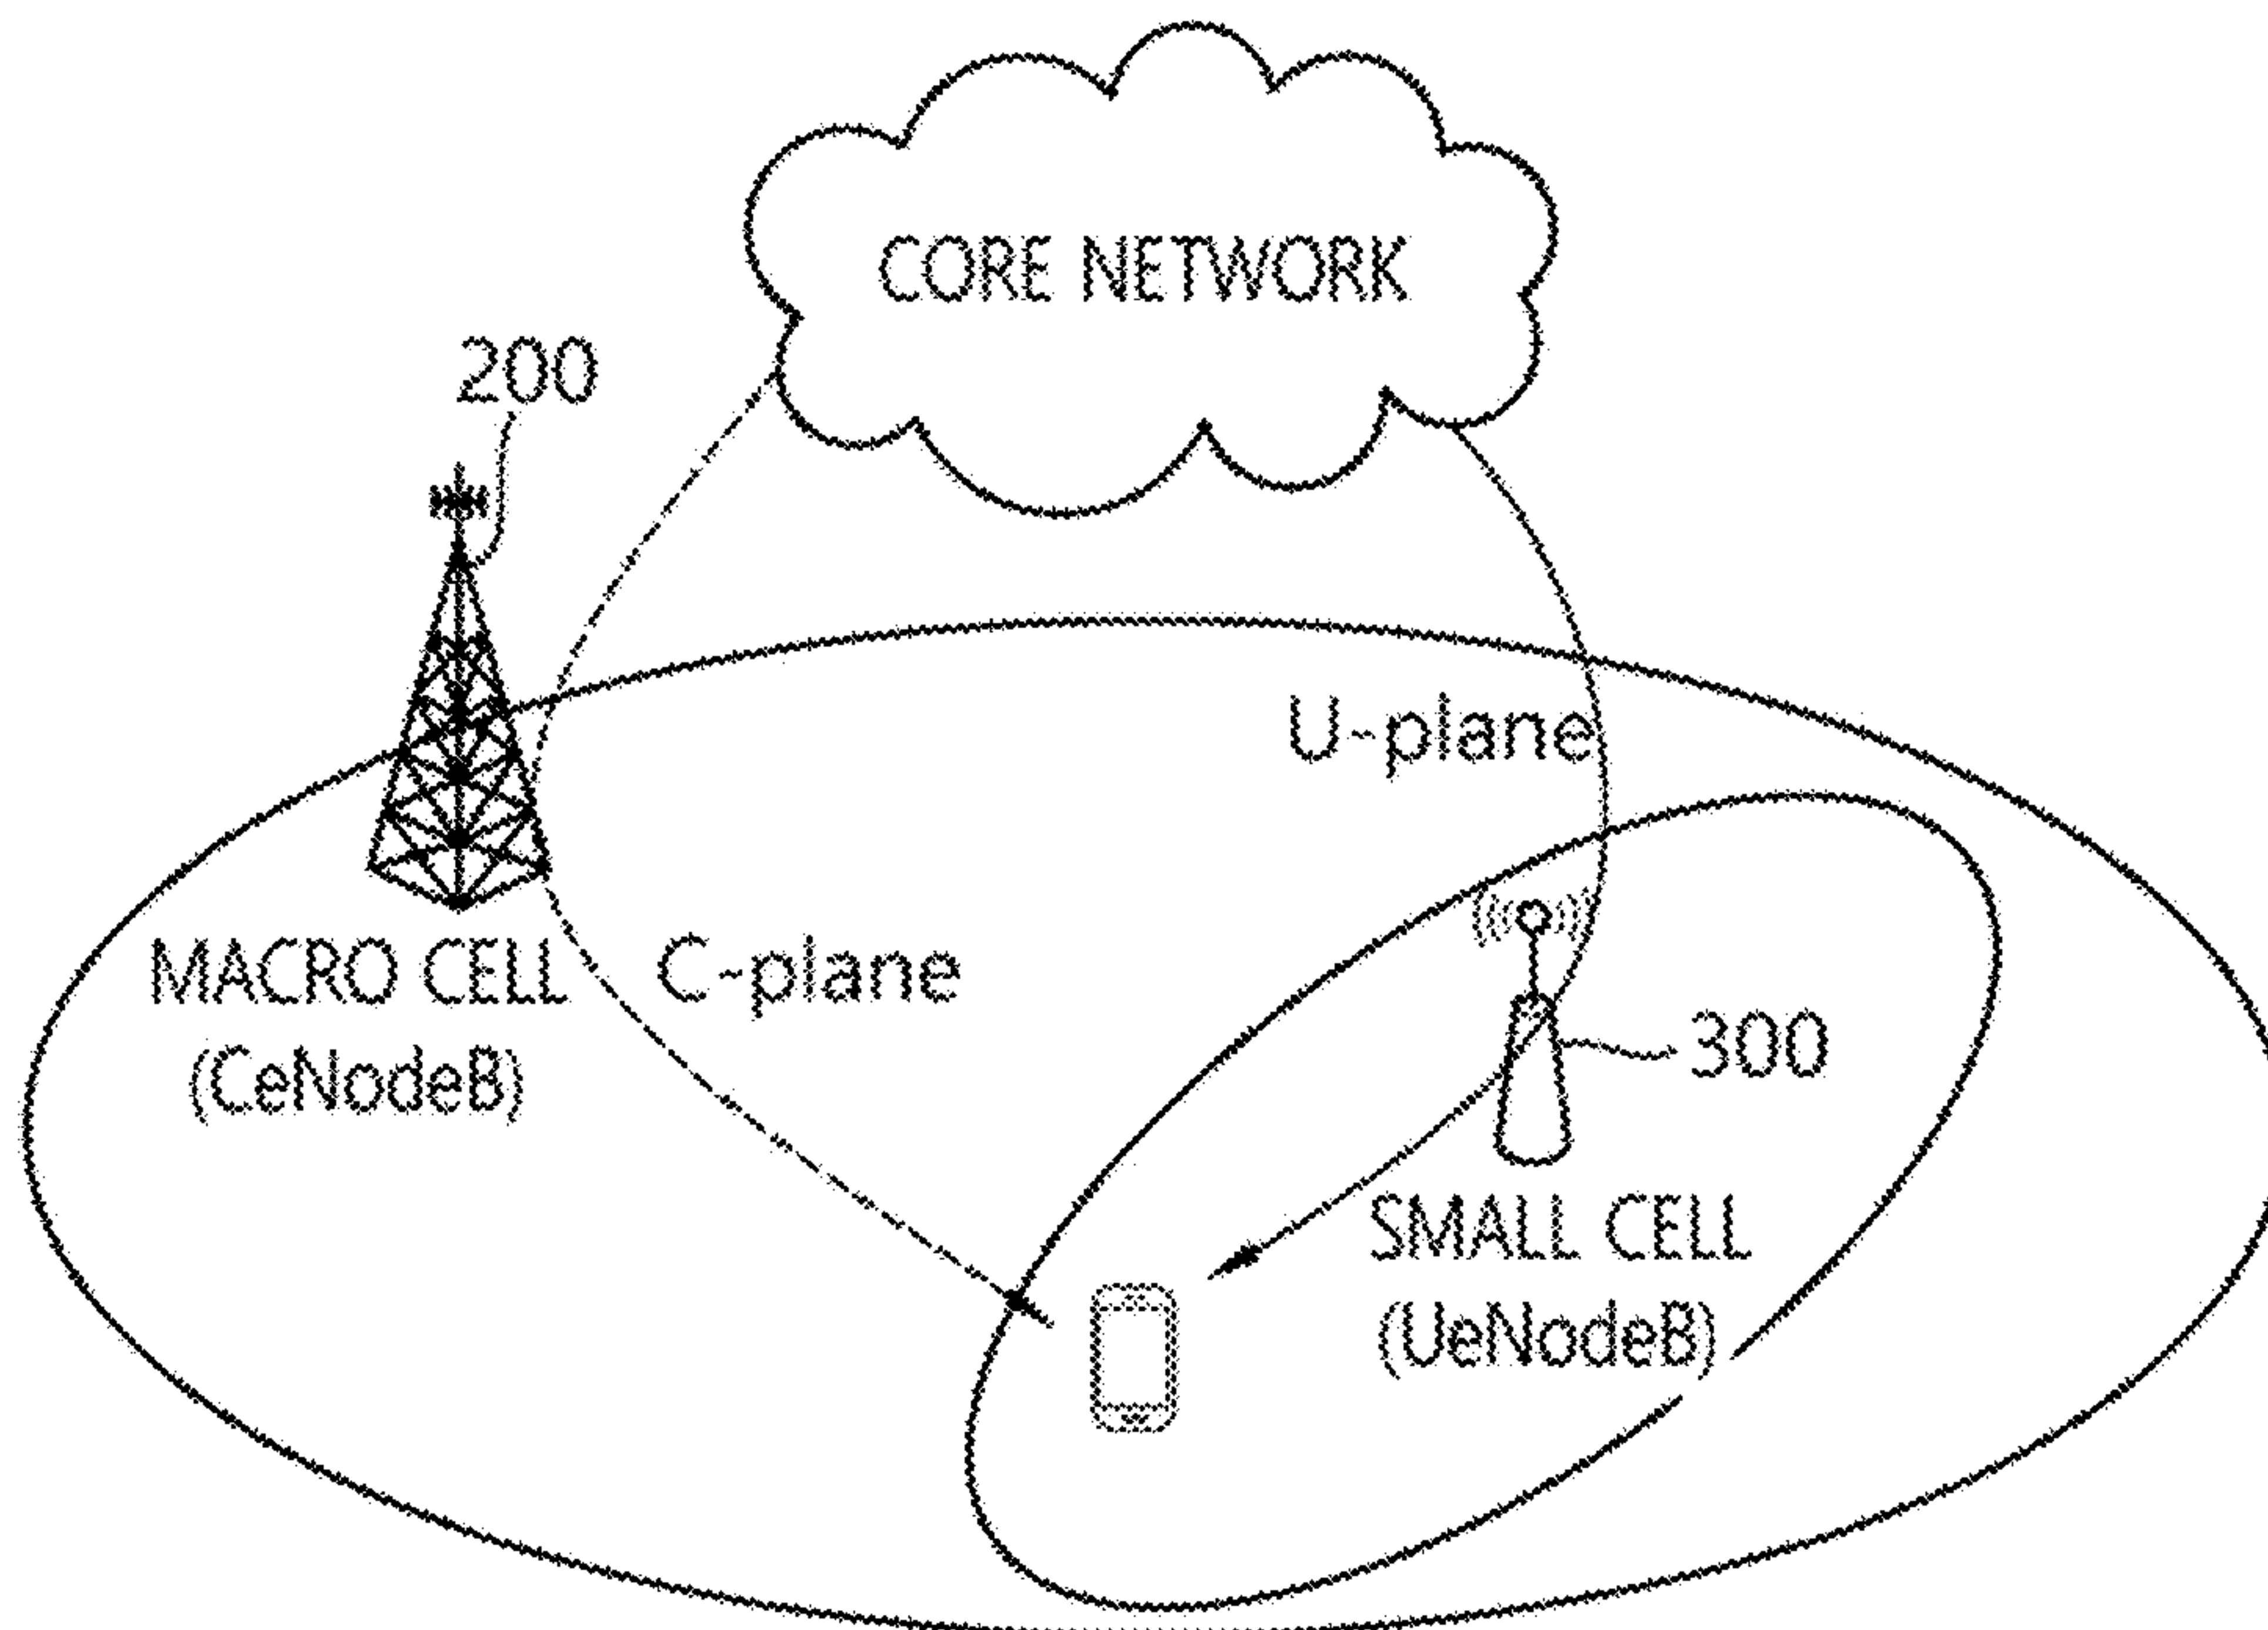 CORE NETWORK
200
U-plane
MACRO CELL
(CeNodeB)
C-plane
300
SMALL CELL
(UeNodeB)